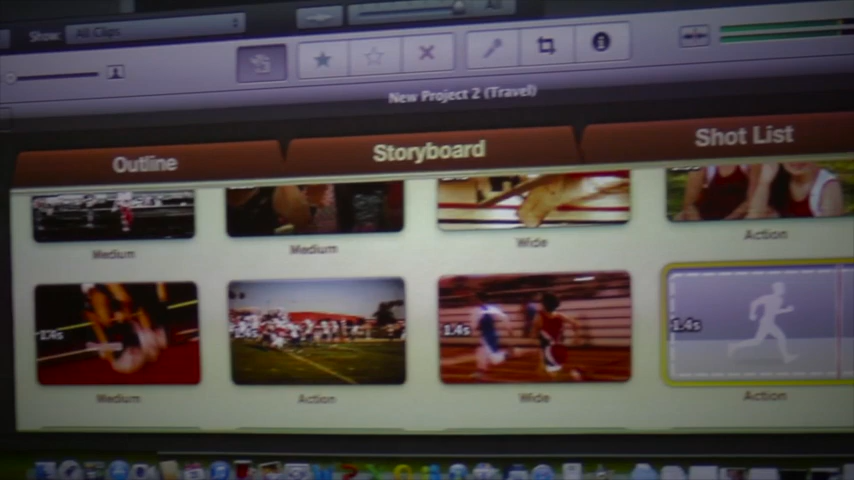 Show: All Clips
All
New Project 2 (Travel)
Outline
Storyboard
Shot List
Medium
Medium
Wide
Action
1.4s
1.4s
1.4s
Medium
Action
Wide
Action